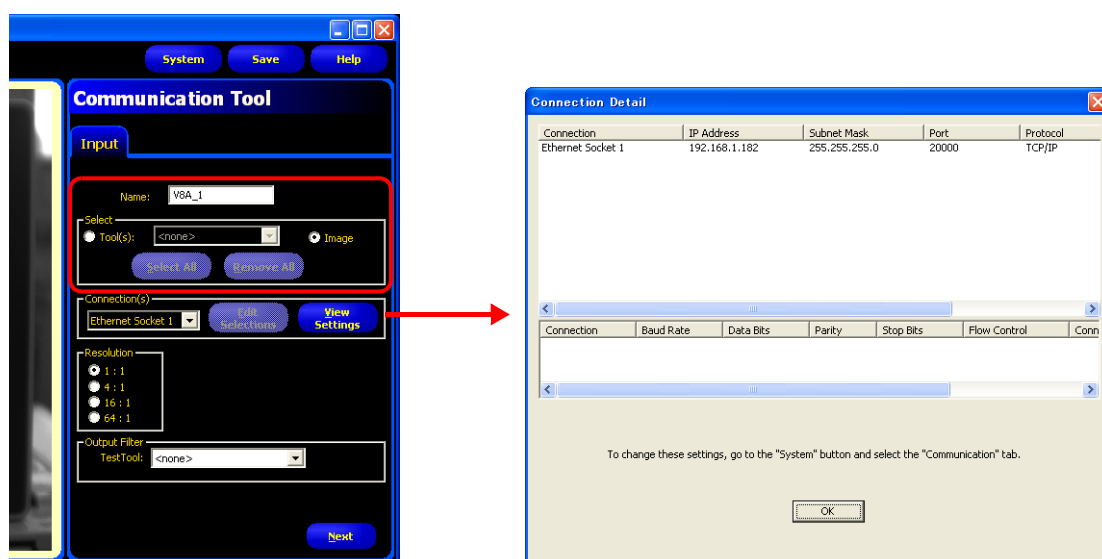 System Save Help
Communication Tool
Input
Name: V8A_1
Select
Tool(s): <none> Image
Select All Remove All
Connection(s)
Ethernet Socket 1 Edit Selections View Settings
Resolution
1 : 1
4 : 1
16 : 1
64 : 1
Output Filter
TestTool: <none>
Next
Connection Detail
Connection IP Address Subnet Mask Port Protocol
Ethernet Socket 1 192.168.1.182 255.255.255.0 20000 TCP/IP
Connection Baud Rate Data Bits Parity Stop Bits Flow Control Conn
To change these settings, go to the "System" button and select the "Communication" tab.
OK